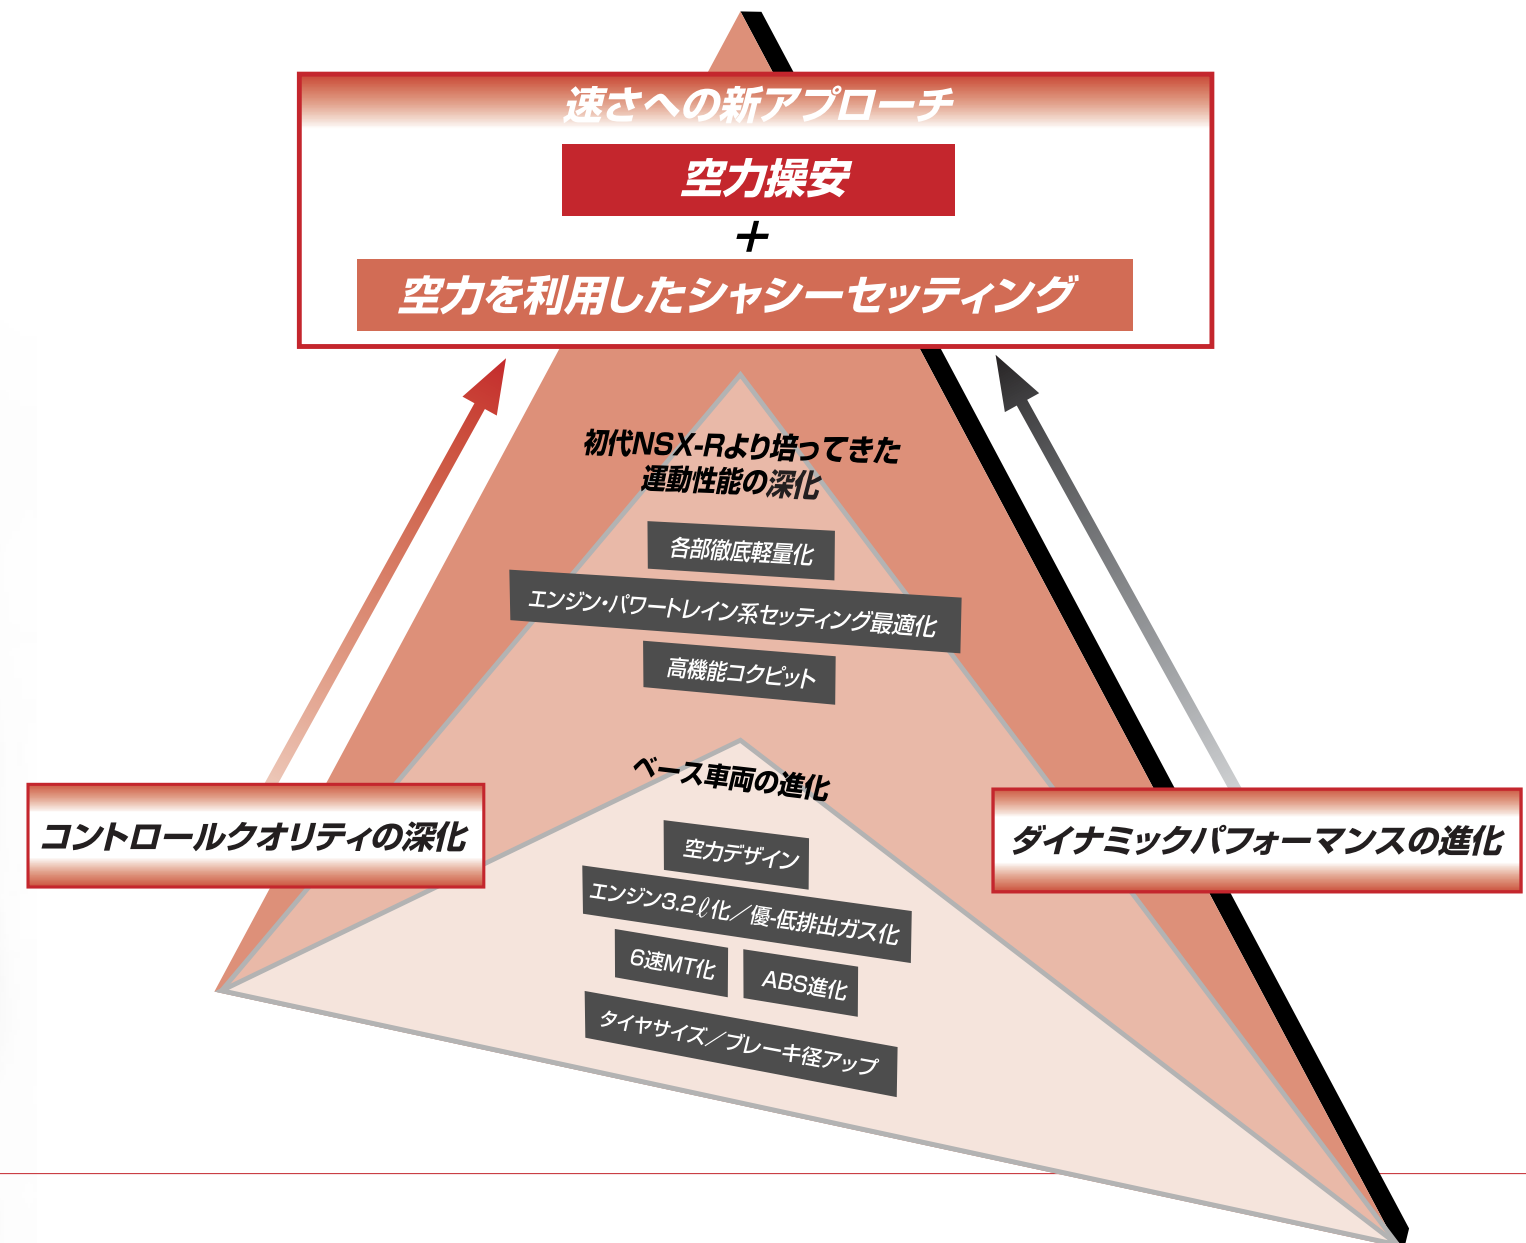 速さへの新アプローチ
空力操安
+
空力を利用したシャシーセッティング
初代NSX-Rより培ってきた
運動性能の深化
各部徹底軽量化
エンジン・パワートレイン系セッティング最適化
高機能コクピット
コントロールクオリティの深化
ダイナミックパフォーマンスの進化
ベース車両の進化
空力デザイン
エンジン3.2ℓ化／優-低排出ガス化
6速MT化
ABS進化
タイヤサイズ／ブレーキ径アップ